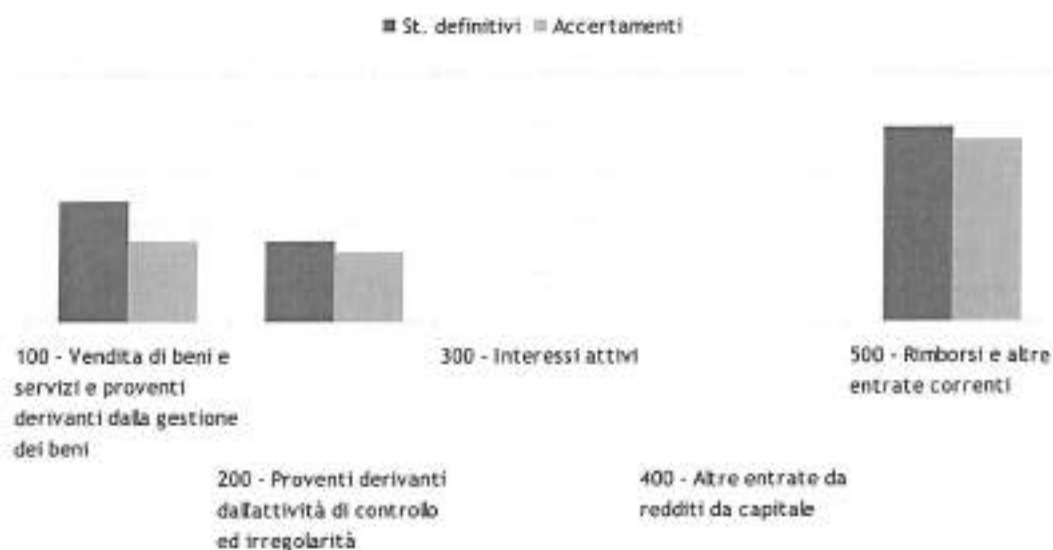 St. definitivi Accertamenti
100 - Vendita di beni e
servizi e proventi
derivanti dalla gestione
dei beni
200 - Proventi derivanti
dall'attività di controllo
ed irregolarità
300 - Interessi attivi
400 - Altre entrate da
redditi da capitale
500 - Rimborsi e altre
entrate correnti